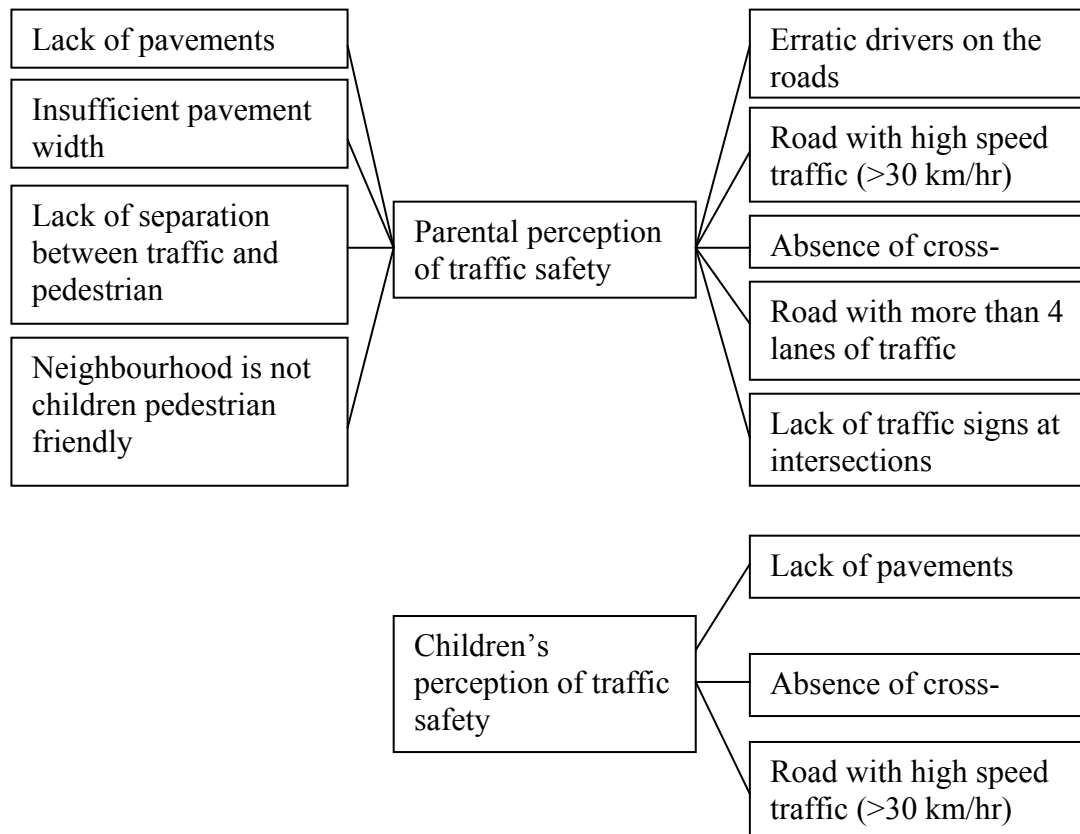 Lack of pavements
Insufficient pavement
width
Lack of separation
between traffic and
pedestrian
Neighbourhood is not
children pedestrian
friendly
Parental perception
of traffic safety
Erratic drivers on the
roads
Road with high speed
traffic (>30 km/hr)
Absence of cross-
Road with more than 4
lanes of traffic
Lack of traffic signs at
intersections
Children’s
perception of traffic
safety
Lack of pavements
Absence of cross-
Road with high speed
traffic (>30 km/hr)